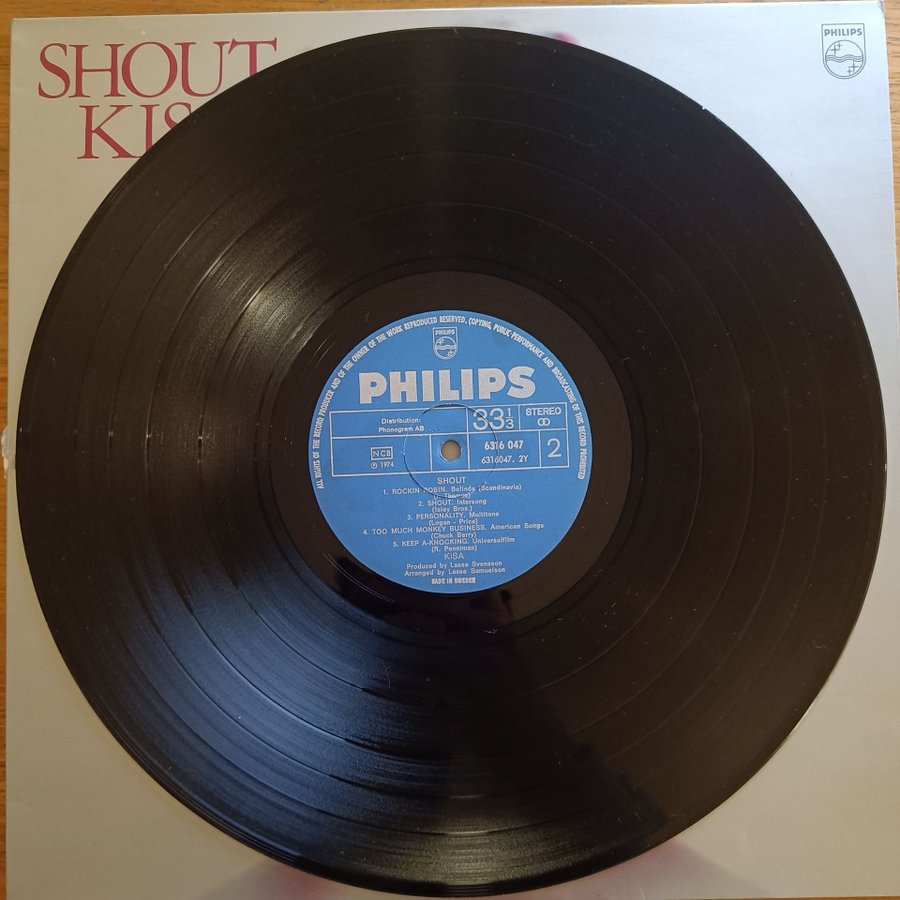 SHOUT
KIS
PHILIPS
ALL RIGHTS OF THE RECORD PRODUCER AND OF THE OWNER OF THE WORK REPRODUCED RESERVED. COPYING, PUBLIC PERFORMANCE AND BROADCASTING OF THIS RECORD PROHIBITED
PHILIPS
PHILIPS
Distribution:
Phonogram AB
33 1/3
STEREO
NCB
℗ 1974
6316 047
6316047. 2Y
2
SHOUT
1. ROCKIN ROBIN. Belinda (Scandinavia)
(J. Thomas)
2. SHOUT. Intersong
(Isley Bros.)
3. PERSONALITY. Multitone
(Logan - Price)
4. TOO MUCH MONKEY BUSINESS. American Songs
(Chuck Berry)
5. KEEP A-KNOCKING. Universalfilm
(R. Penniman)
KISA
Produced by Lasse Svensson
Arranged by Lasse Samuelson
MADE IN SWEDEN